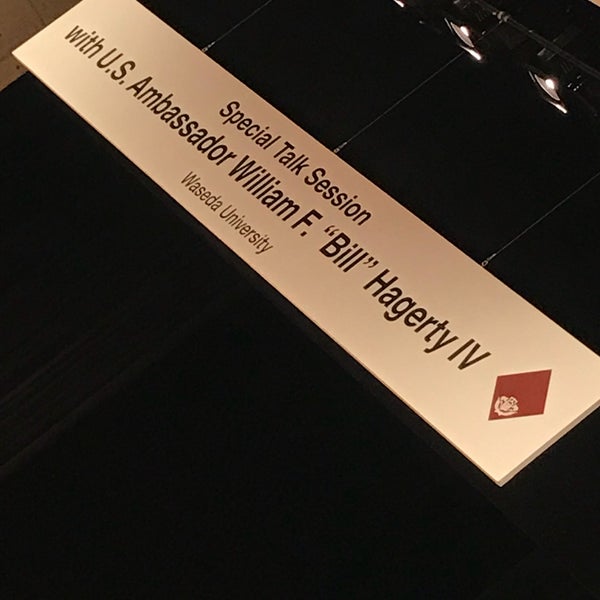 Special Talk Session
with U.S. Ambassador William F. “Bill” Hagerty IV
Waseda University